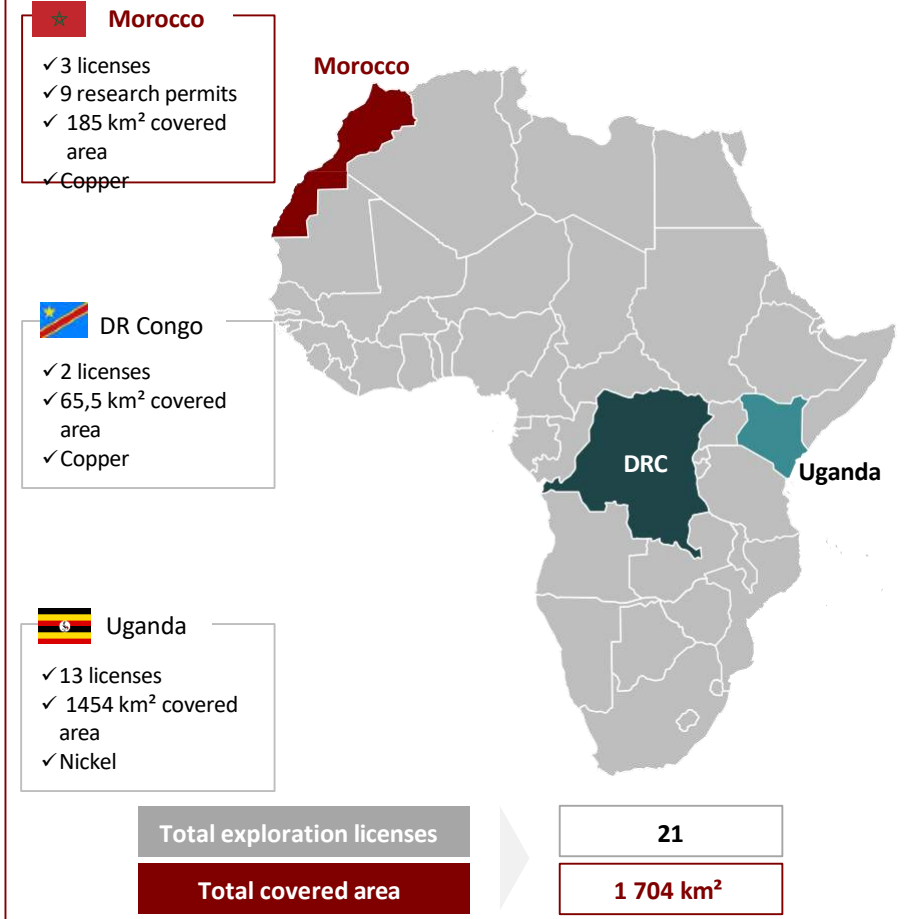 Morocco
✓3 licenses
✓9 research permits
✓ 185 km² covered
area
✓Copper
Morocco
DR Congo
✓2 licenses
✓65,5 km² covered
area
✓Copper
DRC
Uganda
Uganda
✓13 licenses
✓ 1454 km² covered
area
✓Nickel
Total exploration licenses
21
Total covered area
1 704 km²